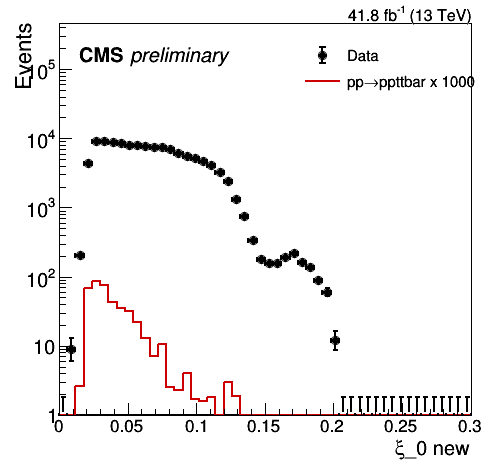 41.8 fb⁻¹ (13 TeV)
Events
CMS preliminary
Data
pp→ppttbar x 1000
10⁵
10⁴
10³
10²
10
1
0 0.05 0.1 0.15 0.2 0.25 0.3
ξ_0 new